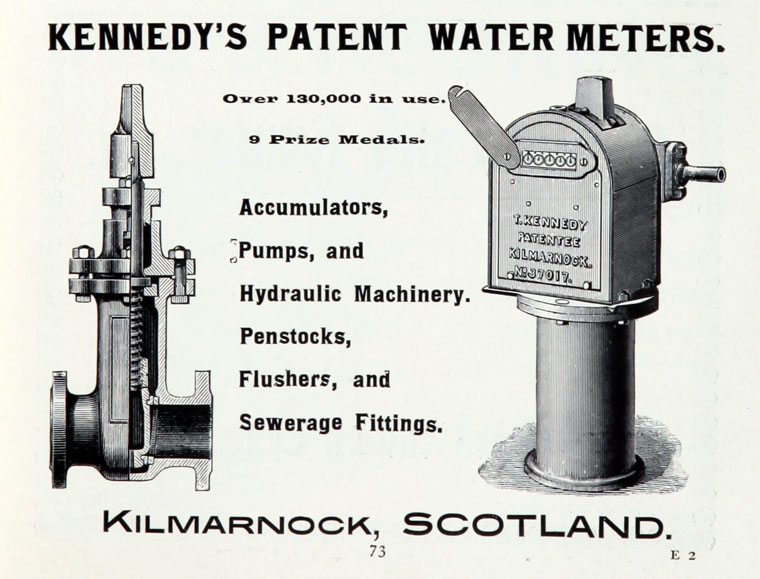 KENNEDY'S PATENT WATER METERS.
Over 130,000 in use.
9 Prize Medals.
Accumulators,
Pumps, and
Hydraulic Machinery.
Penstocks,
Flushers, and
Sewerage Fittings.
T. KENNEDY
PATENTEE
KILMARNOCK.
No 37017.
KILMARNOCK, SCOTLAND.
73
E 2